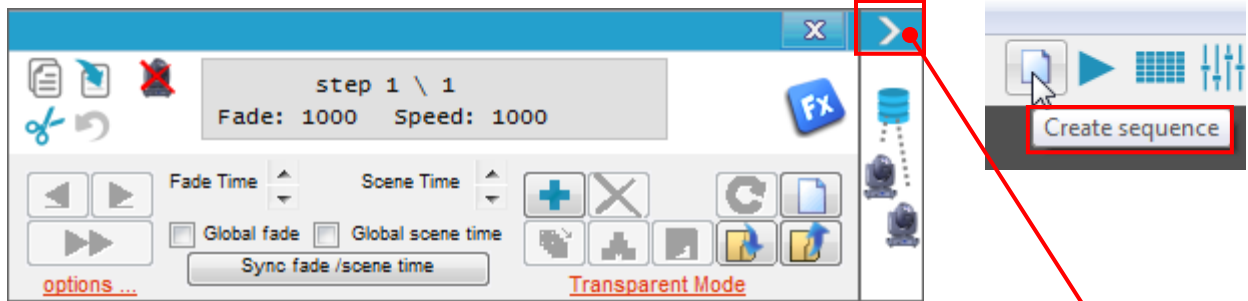 step 1 \ 1
Fade: 1000 Speed: 1000
Fx
Fade Time Scene Time
Global fade Global scene time
Sync fade /scene time
options ...
Transparent Mode
Create sequence